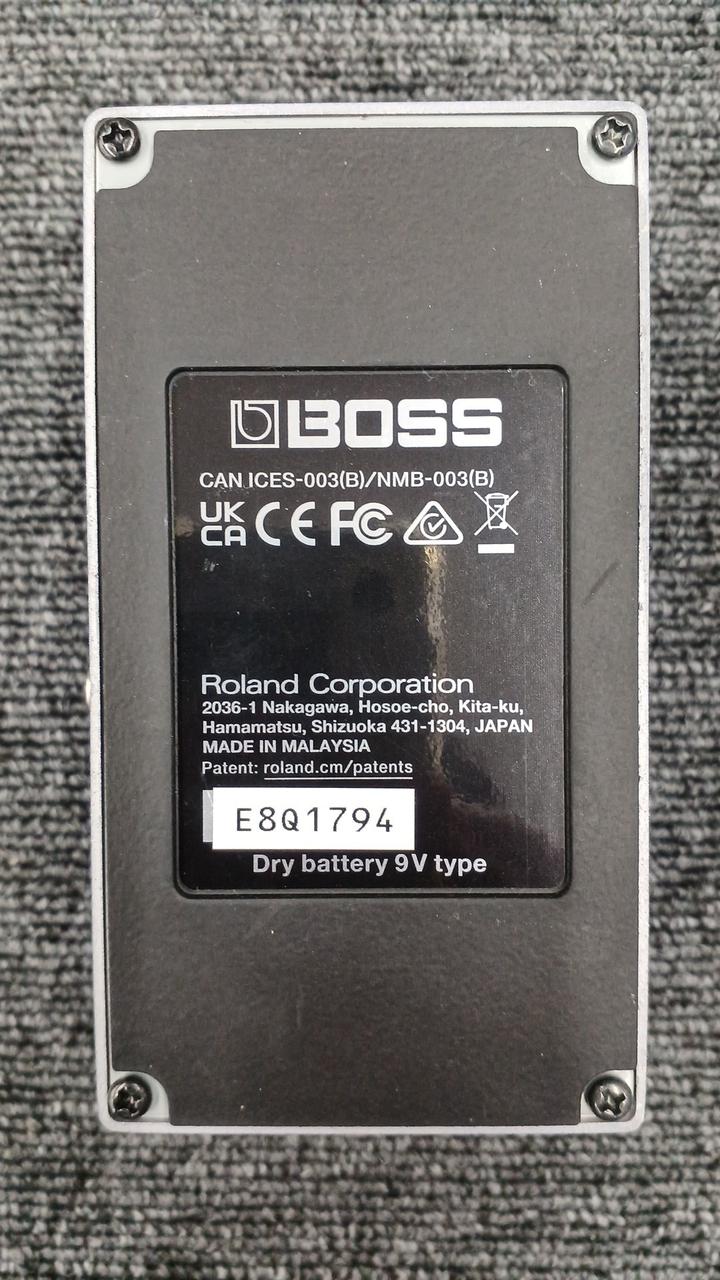 BOSS
CAN ICES-003(B)/NMB-003(B)
UK
CA CE FC
Roland Corporation
2036-1 Nakagawa, Hosoe-cho, Kita-ku,
Hamamatsu, Shizuoka 431-1304, JAPAN
MADE IN MALAYSIA
Patent: roland.cm/patents
E8Q1794
Dry battery 9V type